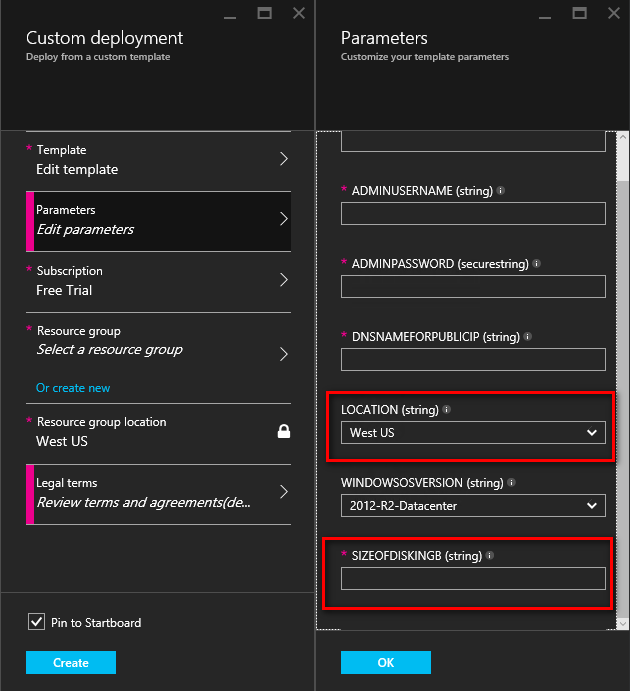 Custom deployment
Deploy from a custom template
* Template
Edit template
Parameters
Edit parameters
* Subscription
Free Trial
* Resource group
Select a resource group
Or create new
* Resource group location
West US
Legal terms
Review terms and agreements(de...
Pin to Startboard
Create
Parameters
Customize your template parameters
* ADMINUSERNAME (string)
* ADMINPASSWORD (securestring)
* DNSNAMEFORPUBLICIP (string)
LOCATION (string)
West US
WINDOWSOSVERSION (string)
2012-R2-Datacenter
* SIZEOFDISKINGB (string)
OK